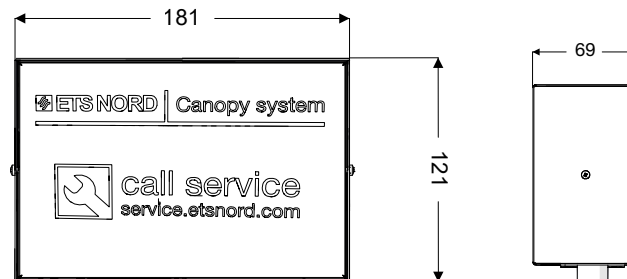 181
69
ETS NORD Canopy system
121
call service
service.etsnord.com